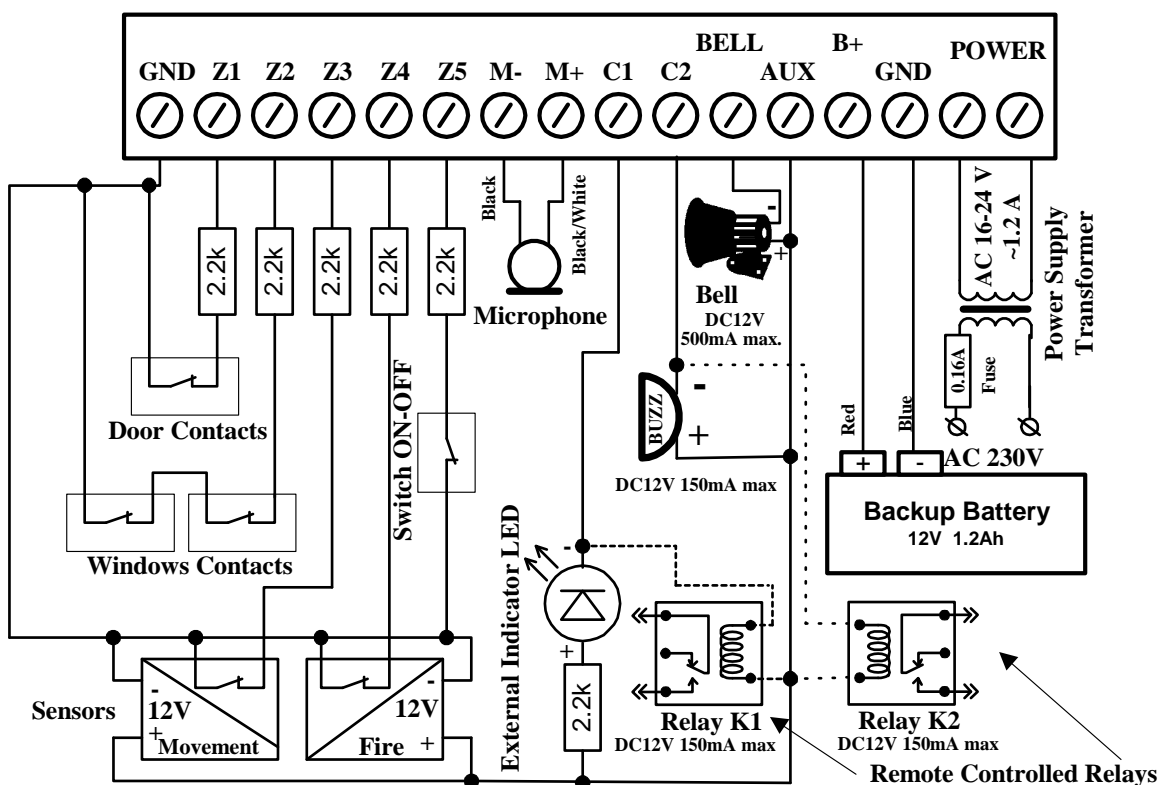 BELL B+ POWER
GND Z1 Z2 Z3 Z4 Z5 M- M+ C1 C2 AUX GND
Black
Black/White
AC 16-24 V
~1.2 A
Power Supply
Transformer
2.2k
2.2k
2.2k
2.2k
2.2k
Microphone
-
+
Bell
DC12V
500mA max.
0.16A
Fuse
Door Contacts
Switch ON-OFF
BUZZ
-
+
DC12V 150mA max
Red
Blue
AC 230V
+
-
Backup Battery
12V 1.2Ah
Windows Contacts
External Indicator LED
-
+
2.2k
Sensors
-
12V
+
Movement
-
12V
+
Fire
Relay K1
DC12V 150mA max
Relay K2
DC12V 150mA max
Remote Controlled Relays